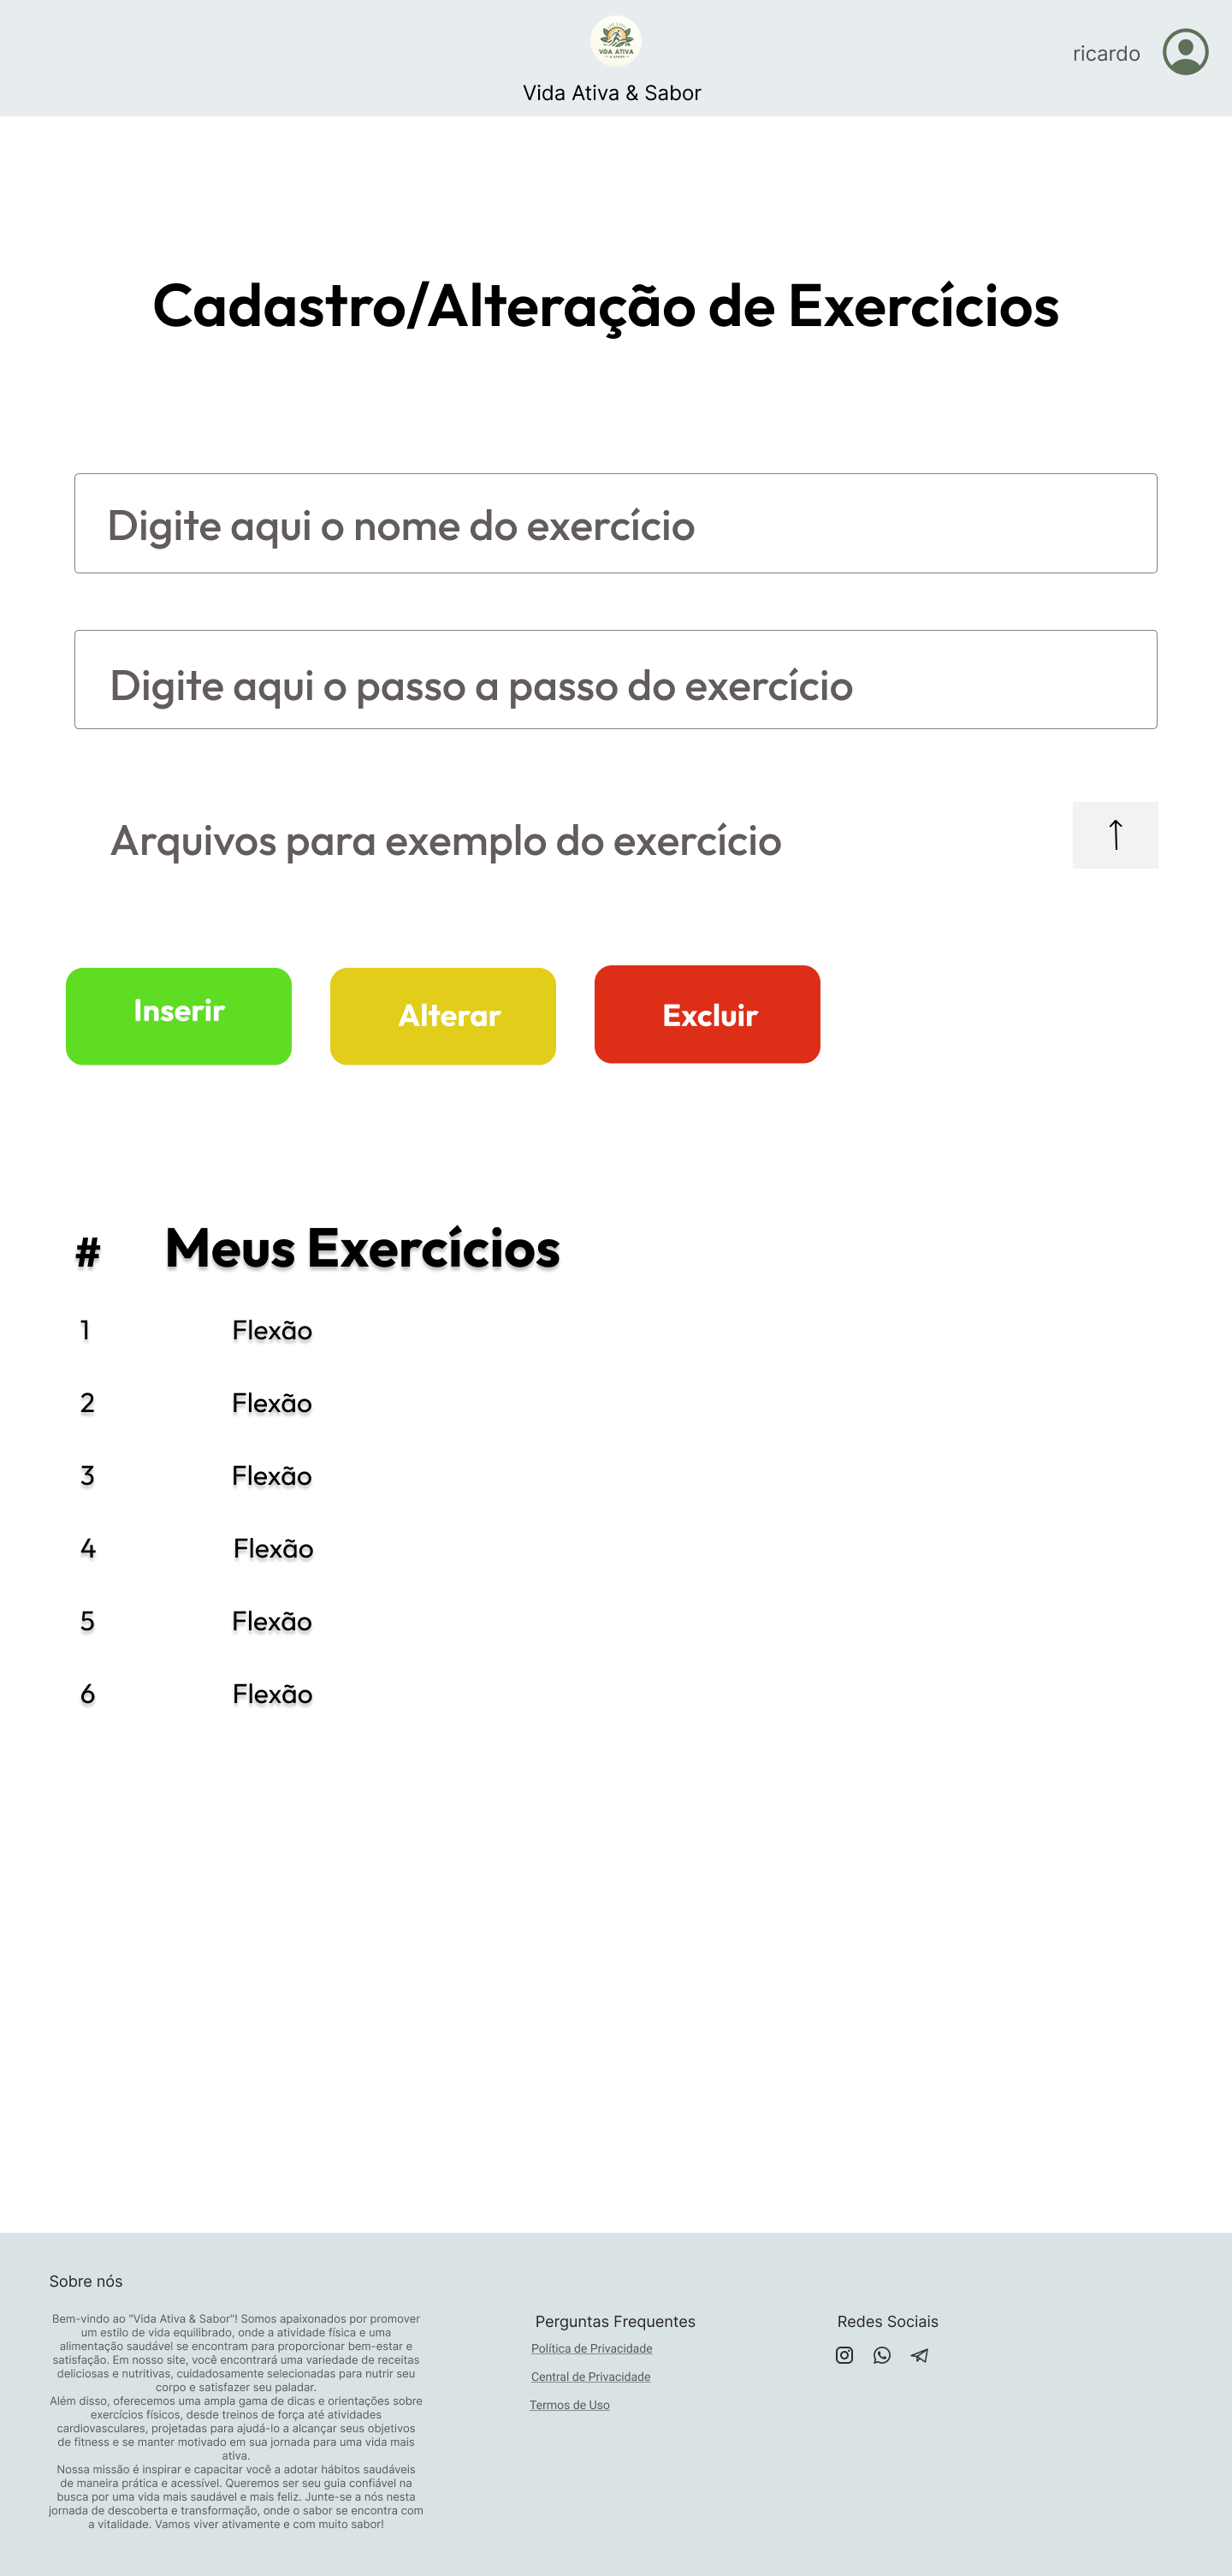 VIDA ATIVA
& SABOR
Vida Ativa & Sabor
ricardo
Cadastro/Alteração de Exercícios
Digite aqui o nome do exercício
Digite aqui o passo a passo do exercício
Arquivos para exemplo do exercício
Inserir
Alterar
Excluir
# Meus Exercícios
1 Flexão
2 Flexão
3 Flexão
4 Flexão
5 Flexão
6 Flexão
Sobre nós
Bem-vindo ao "Vida Ativa & Sabor"! Somos apaixonados por promover
um estilo de vida equilibrado, onde a atividade física e uma
alimentação saudável se encontram para proporcionar bem-estar e
satisfação. Em nosso site, você encontrará uma variedade de receitas
deliciosas e nutritivas, cuidadosamente selecionadas para nutrir seu
corpo e satisfazer seu paladar.
Além disso, oferecemos uma ampla gama de dicas e orientações sobre
exercícios físicos, desde treinos de força até atividades
cardiovasculares, projetadas para ajudá-lo a alcançar seus objetivos
de fitness e se manter motivado em sua jornada para uma vida mais
ativa.
Nossa missão é inspirar e capacitar você a adotar hábitos saudáveis
de maneira prática e acessível. Queremos ser seu guia confiável na
busca por uma vida mais saudável e mais feliz. Junte-se a nós nesta
jornada de descoberta e transformação, onde o sabor se encontra com
a vitalidade. Vamos viver ativamente e com muito sabor!
Perguntas Frequentes
Política de Privacidade
Central de Privacidade
Termos de Uso
Redes Sociais